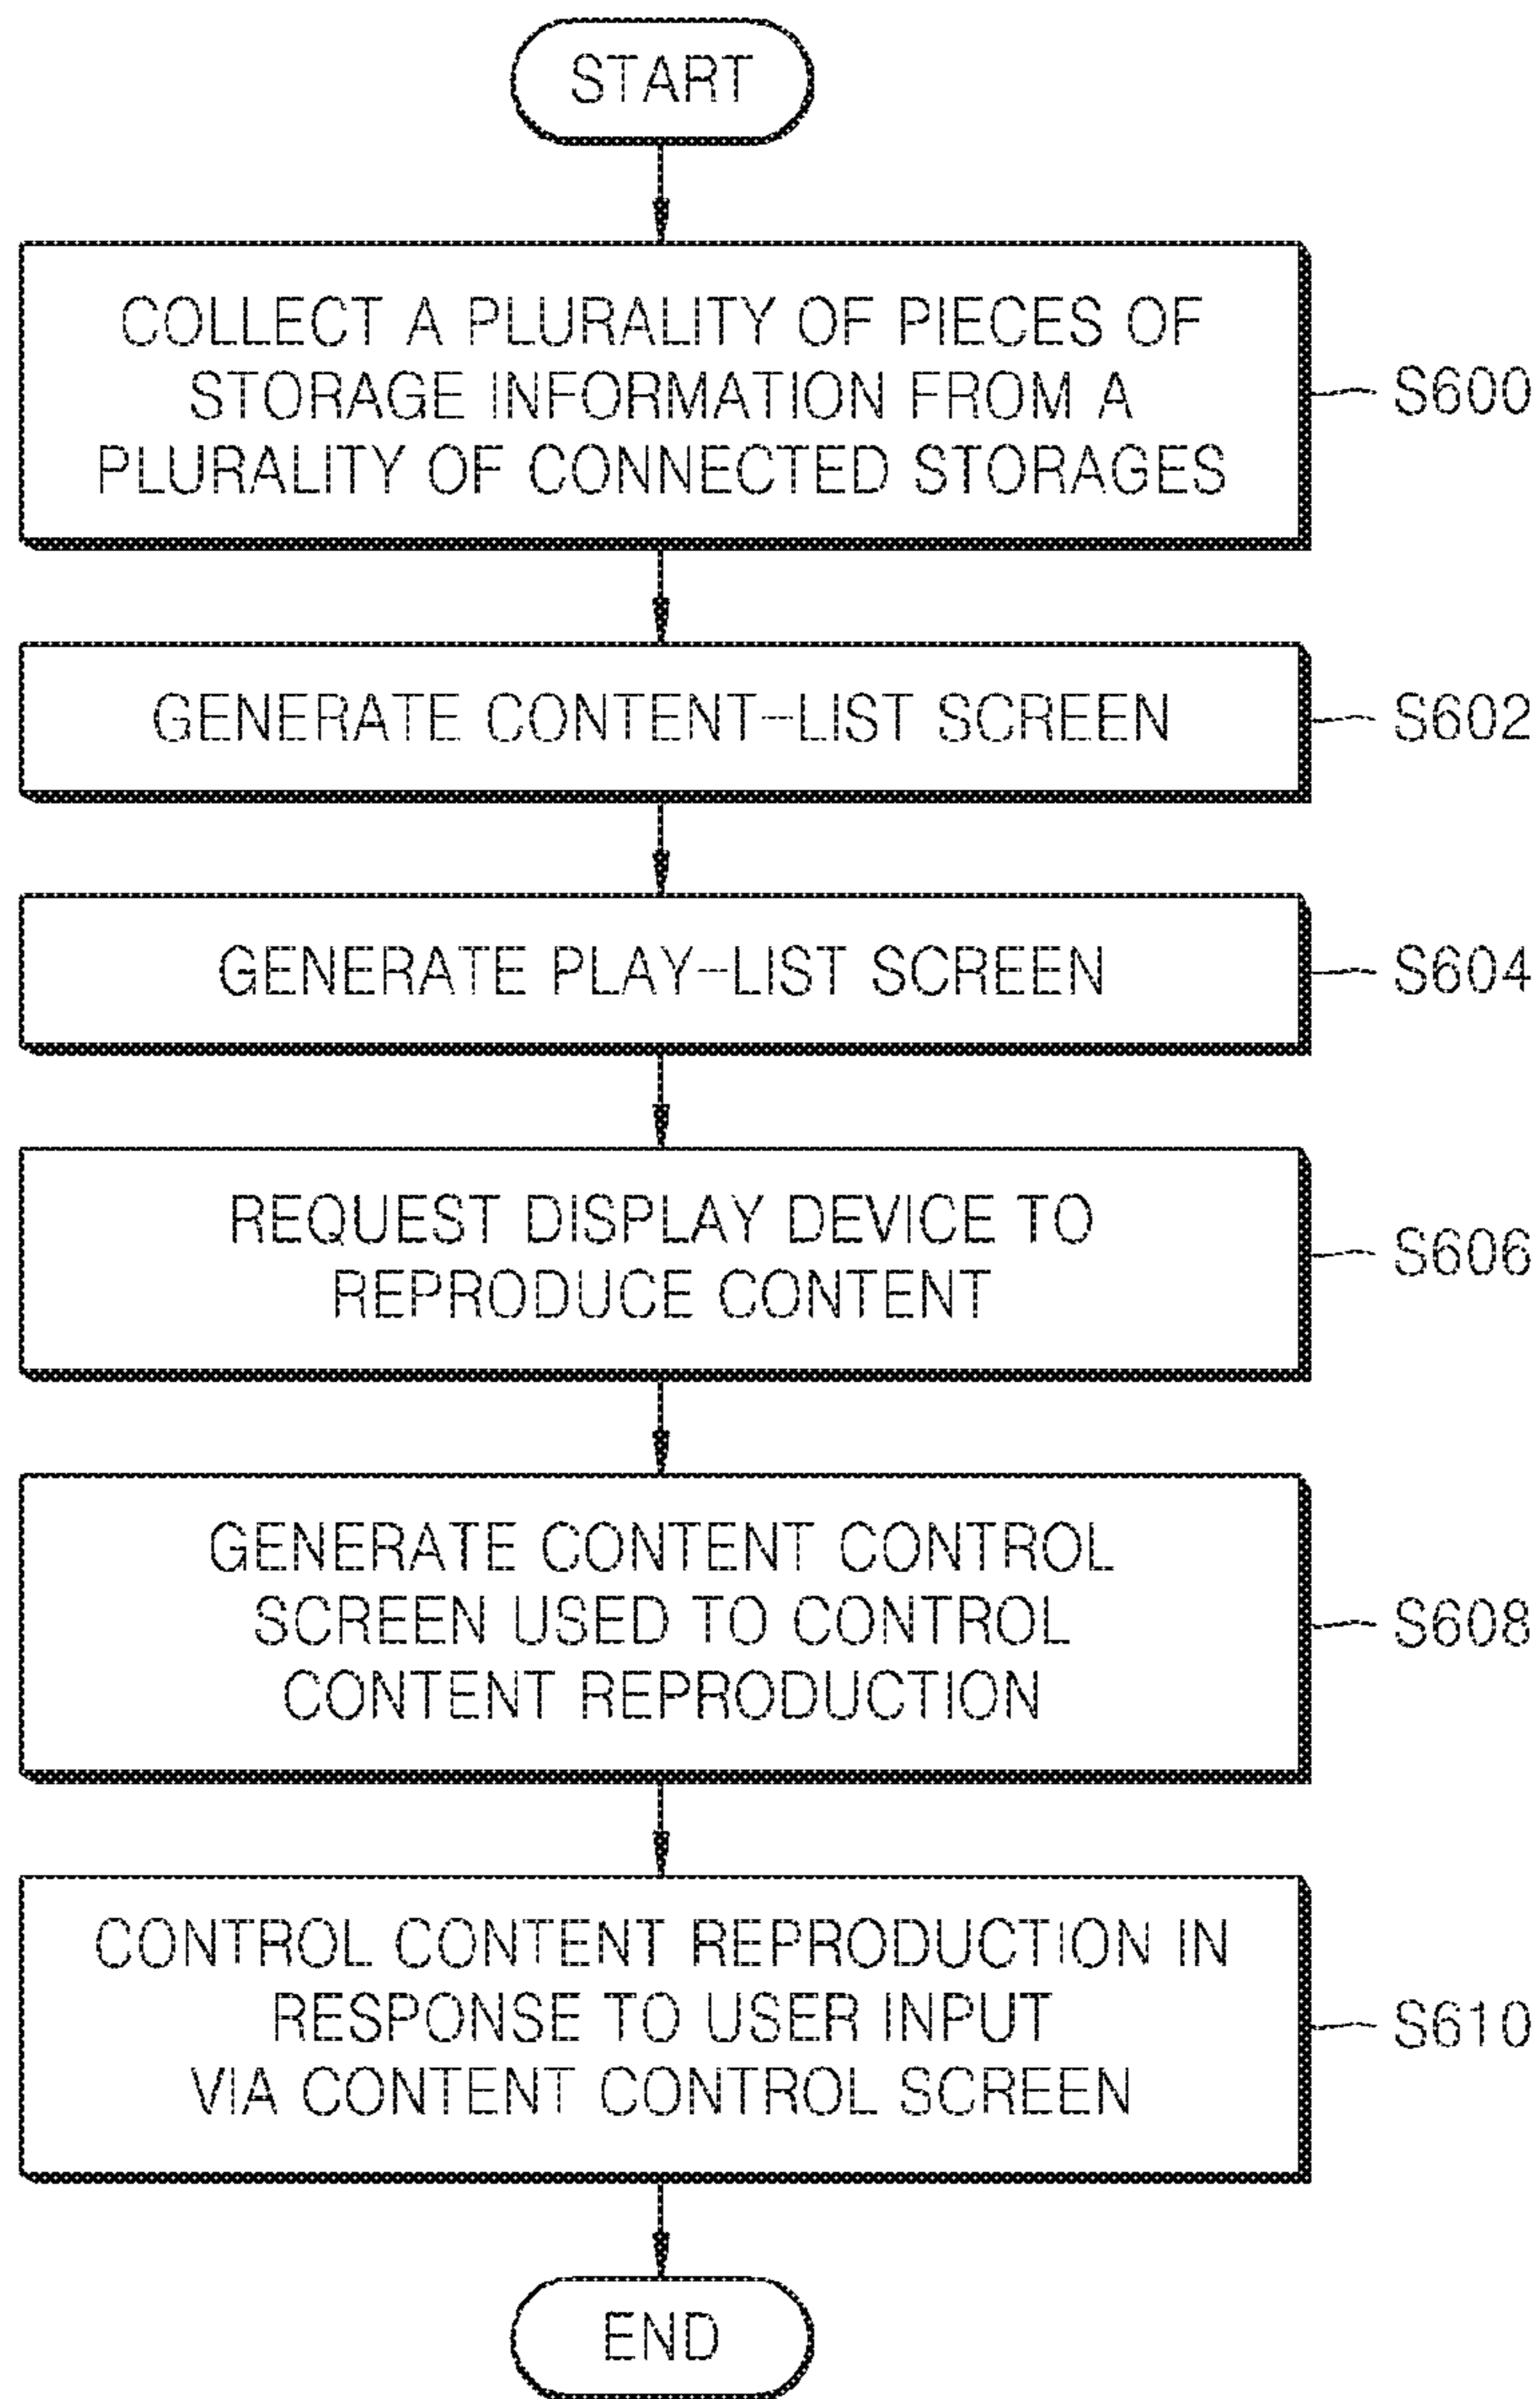 START
COLLECT A PLURALITY OF PIECES OF
STORAGE INFORMATION FROM A
PLURALITY OF CONNECTED STORAGES
S600
GENERATE CONTENT-LIST SCREEN
S602
GENERATE PLAY-LIST SCREEN
S604
REQUEST DISPLAY DEVICE TO
REPRODUCE CONTENT
S606
GENERATE CONTENT CONTROL
SCREEN USED TO CONTROL
CONTENT REPRODUCTION
S608
CONTROL CONTENT REPRODUCTION IN
RESPONSE TO USER INPUT
VIA CONTENT CONTROL SCREEN
S610
END